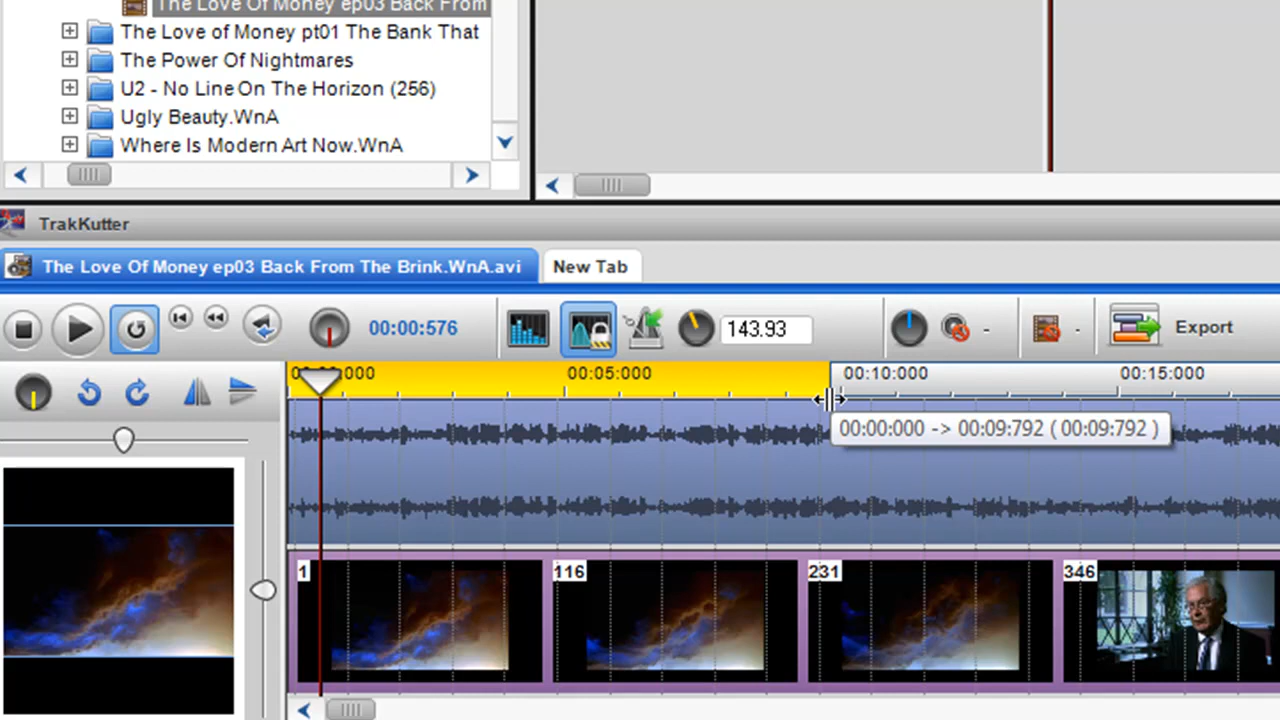 The Love Of Money ep03 Back From
The Love of Money pt01 The Bank That
The Power Of Nightmares
U2 - No Line On The Horizon (256)
Ugly Beauty.WnA
Where Is Modern Art Now.WnA
TrakKutter
The Love Of Money ep03 Back From The Brink.WnA.avi
New Tab
00:00:576
143.93
-
-
Export
000
00:05:000
00:10:000
00:15:000
00:00:000 -> 00:09:792 ( 00:09:792 )
1
116
231
346